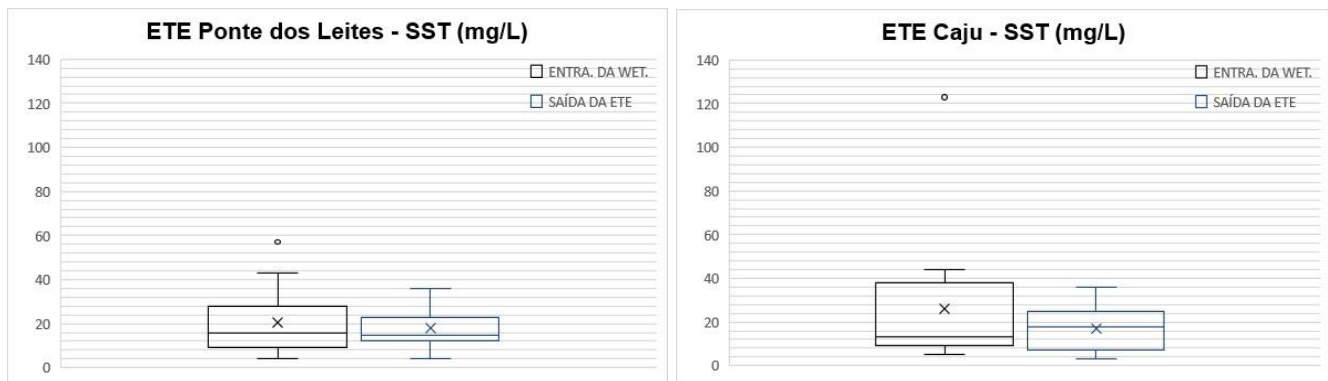 ETE Ponte dos Leites - SST (mg/L)
140
120
100
80
60
40
20
0
ENTRA. DA WET.
SAÍDA DA ETE
ETE Caju - SST (mg/L)
140
120
100
80
60
40
20
0
ENTRA. DA WET.
SAÍDA DA ETE